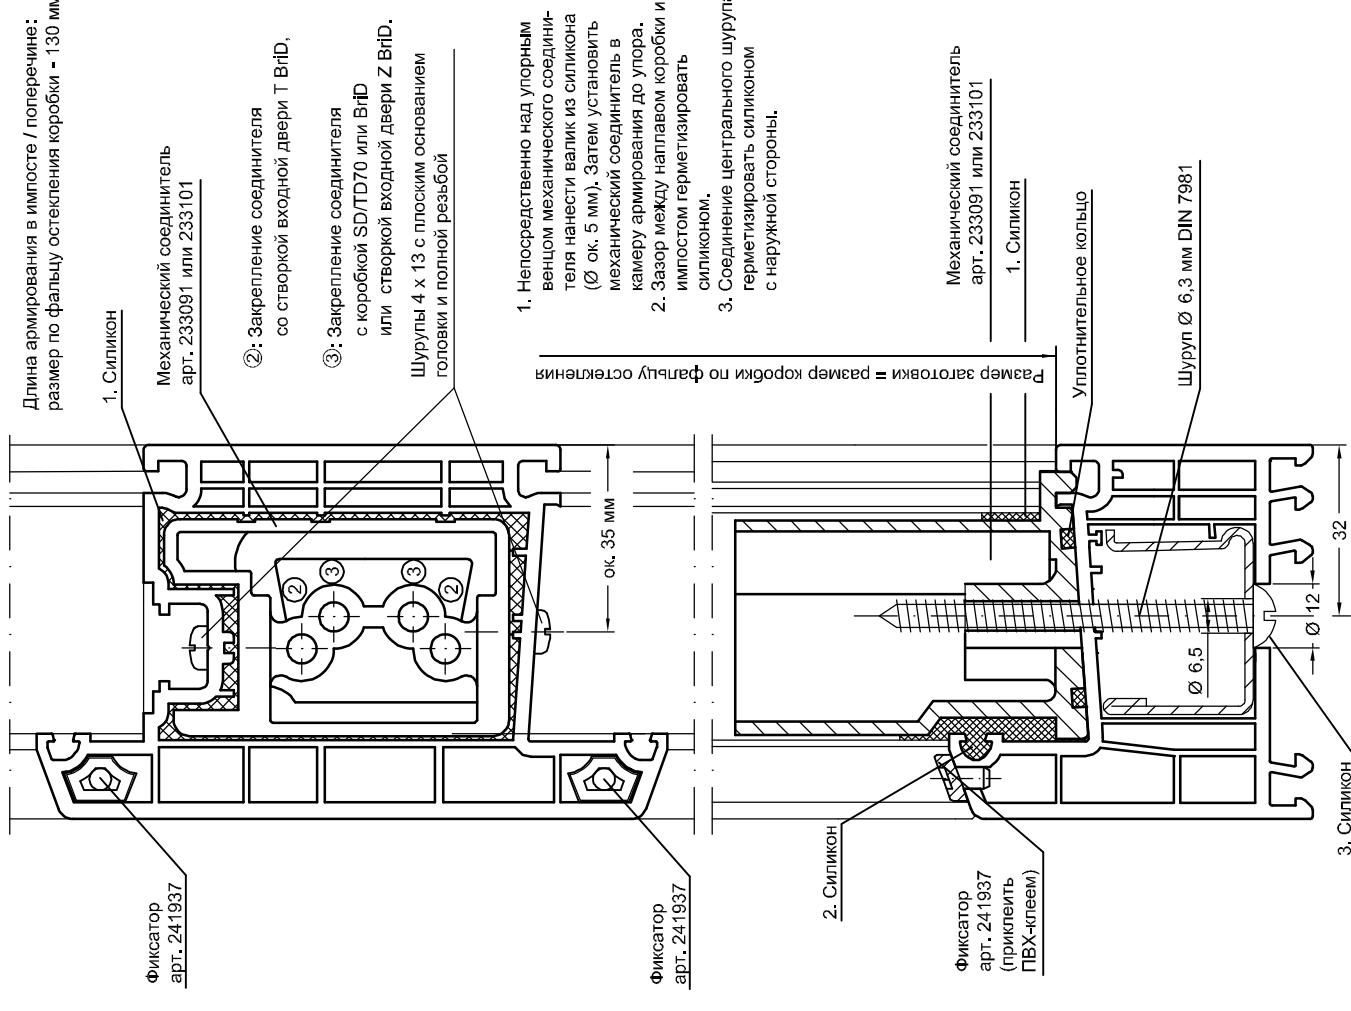 Длина армирования в импосте / поперечине:
размер по фальцу остекления коробки - 130 мм
1. Силикон
Механический соединитель
арт. 233091 или 233101
②: Закрепление соединителя
со створкой входной двери T BriD,
③: Закрепление соединителя
с коробкой SD/TD70 или BriD
или створкой входной двери Z BriD.
Шурупы 4 x 13 с плоским основанием
головки и полной резьбой
1. Непосредственно над упорным
венцом механического соедини-
теля нанести валик из силикона
(Ø ок. 5 мм). Затем установить
механический соединитель в
камеру армирования до упора.
2. Зазор между наплавом коробки и
импостом герметизировать
силиконом.
3. Соединение центрального шурупа
герметизировать силиконом
с наружной стороны.
Размер заготовки = размер коробки по фальцу остекления
Механический соединитель
арт. 233091 или 233101
1. Силикон
Уплотнительное кольцо
Шуруп Ø 6,3 мм DIN 7981
②
③
③
②
ок. 35 мм
32
Ø 12
Ø 6,5
Фиксатор
арт. 241937
Фиксатор
арт. 241937
2. Силикон
Фиксатор
арт. 241937
(приклеить
ПВХ-клеем)
3. Силикон